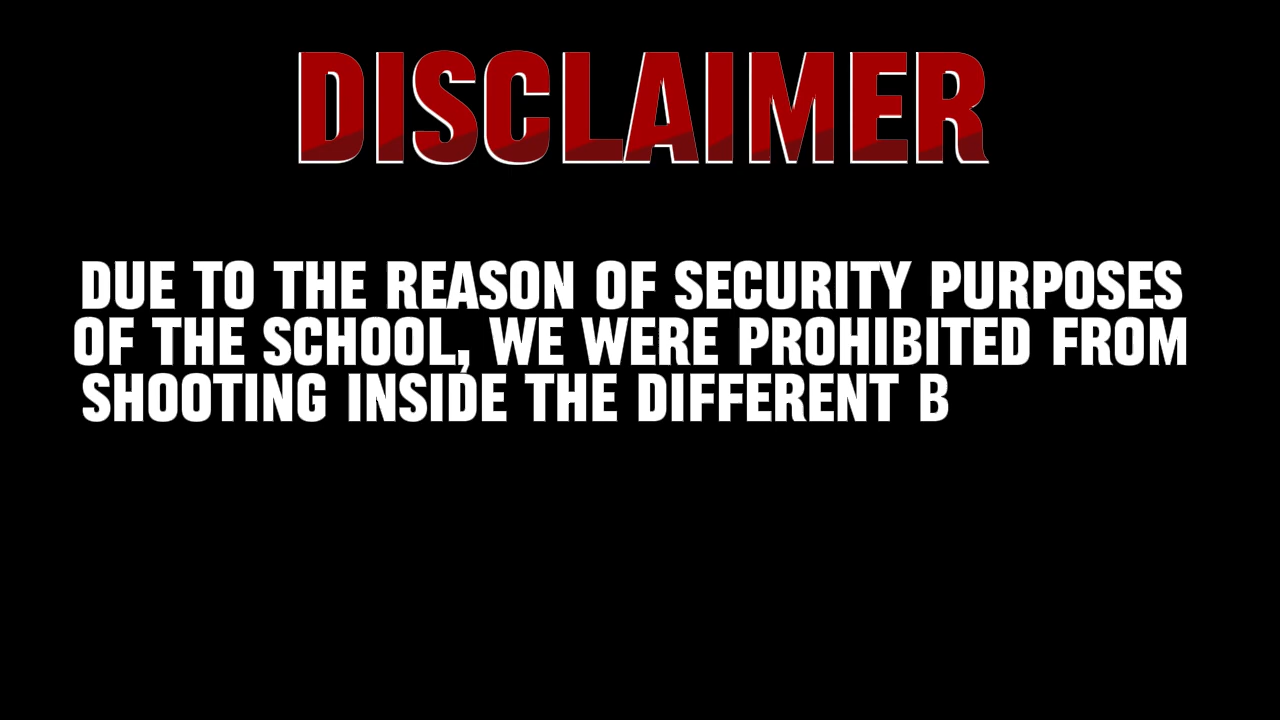 DISCLAIMER
DUE TO THE REASON OF SECURITY PURPOSES
OF THE SCHOOL, WE WERE PROHIBITED FROM
SHOOTING INSIDE THE DIFFERENT B